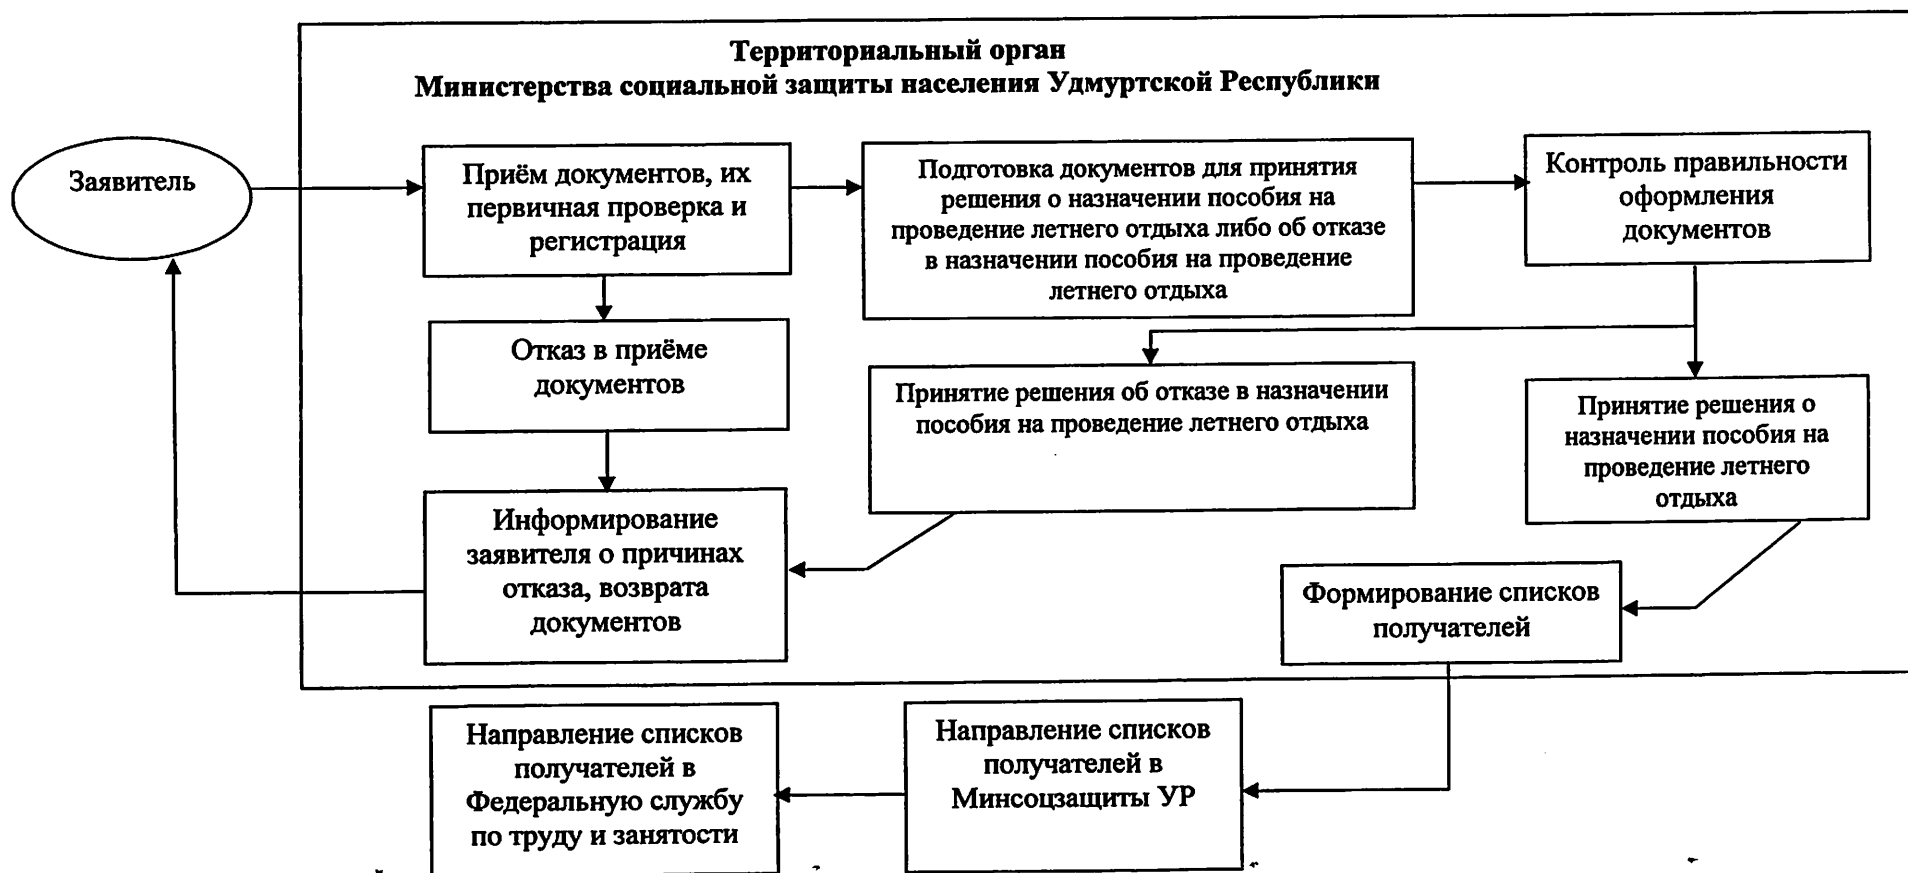 Территориальный орган
Министерства социальной защиты населения Удмуртской Республики
Заявитель
Приём документов, их
первичная проверка и
регистрация
Подготовка документов для принятия
решения о назначении пособия на
проведение летнего отдыха либо об отказе
в назначении пособия на проведение
летнего отдыха
Контроль правильности
оформления
документов
Отказ в приёме
документов
Принятие решения об отказе в назначении
пособия на проведение летнего отдыха
Принятие решения о
назначении пособия на
проведение летнего
отдыха
Информирование
заявителя о причинах
отказа, возврата
документов
Формирование списков
получателей
Направление списков
получателей в
Федеральную службу
по труду и занятости
Направление списков
получателей в
Минсоцзащиты УР